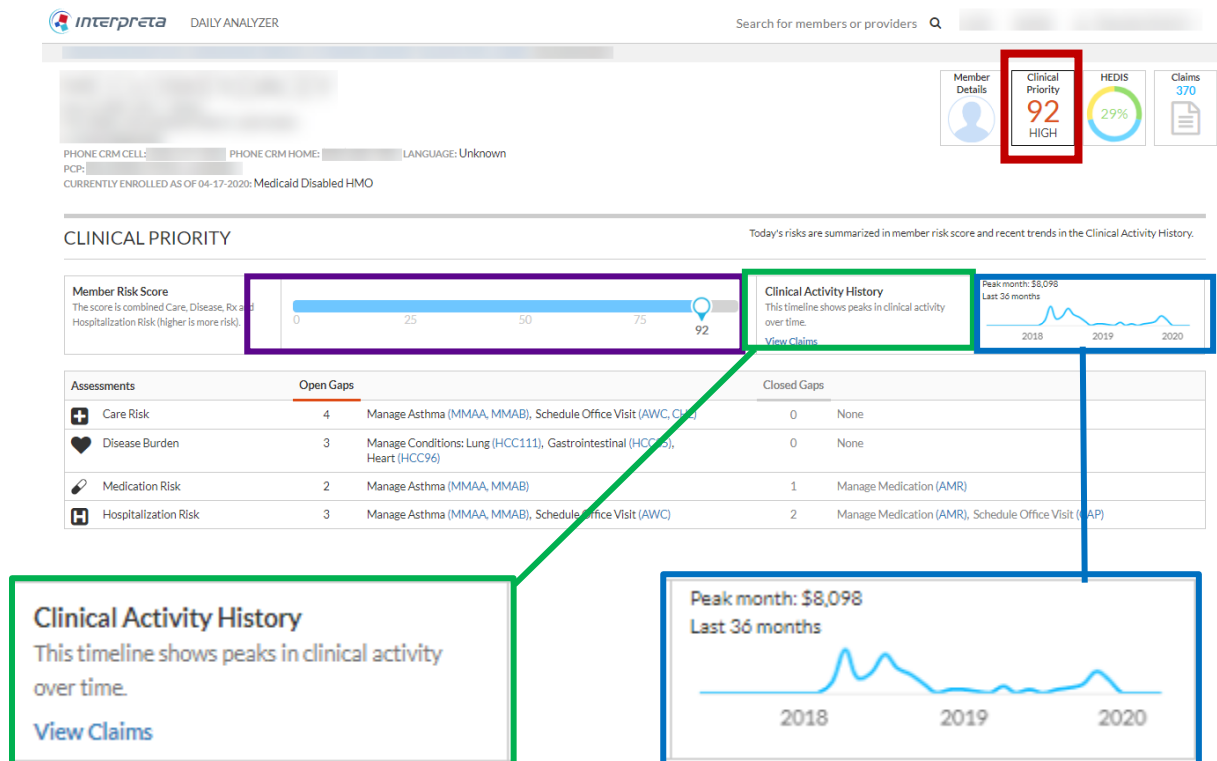 INTERPRETA DAILY ANALYZER
Search for members or providers
Member Details
Clinical Priority
92
HIGH
HEDIS
29%
Claims
370
PHONE CRM CELL: PHONE CRM HOME: LANGUAGE: Unknown
PCP:
CURRENTLY ENROLLED AS OF 04-17-2020: Medicaid Disabled HMO
CLINICAL PRIORITY
Today's risks are summarized in member risk score and recent trends in the Clinical Activity History.
Member Risk Score
The score is combined Care, Disease, Rx and
Hospitalization Risk (higher is more risk).
0 25 50 75
92
Clinical Activity History
This timeline shows peaks in clinical activity
over time.
View Claims
Peak month: $8,098
Last 36 months
2018 2019 2020
Assessments Open Gaps Closed Gaps
Care Risk 4 Manage Asthma (MMAA, MMAB), Schedule Office Visit (AWC, 0 None
Disease Burden 3 Manage Conditions: Lung (HCC111), Gastrointestinal 0 None
Heart (HCC96)
Medication Risk 2 Manage Asthma (MMAA, MMAB) 1 Manage Medication (AMR)
H Hospitalization Risk 3 Manage Asthma (MMAA, MMAB), Schedule Office Visit (AWC) 2 Manage Medication (AMR), Schedule Office Visit
Clinical Activity History
This timeline shows peaks in clinical activity
over time.
View Claims
Peak month: $8,098
Last 36 months
2018 2019 2020